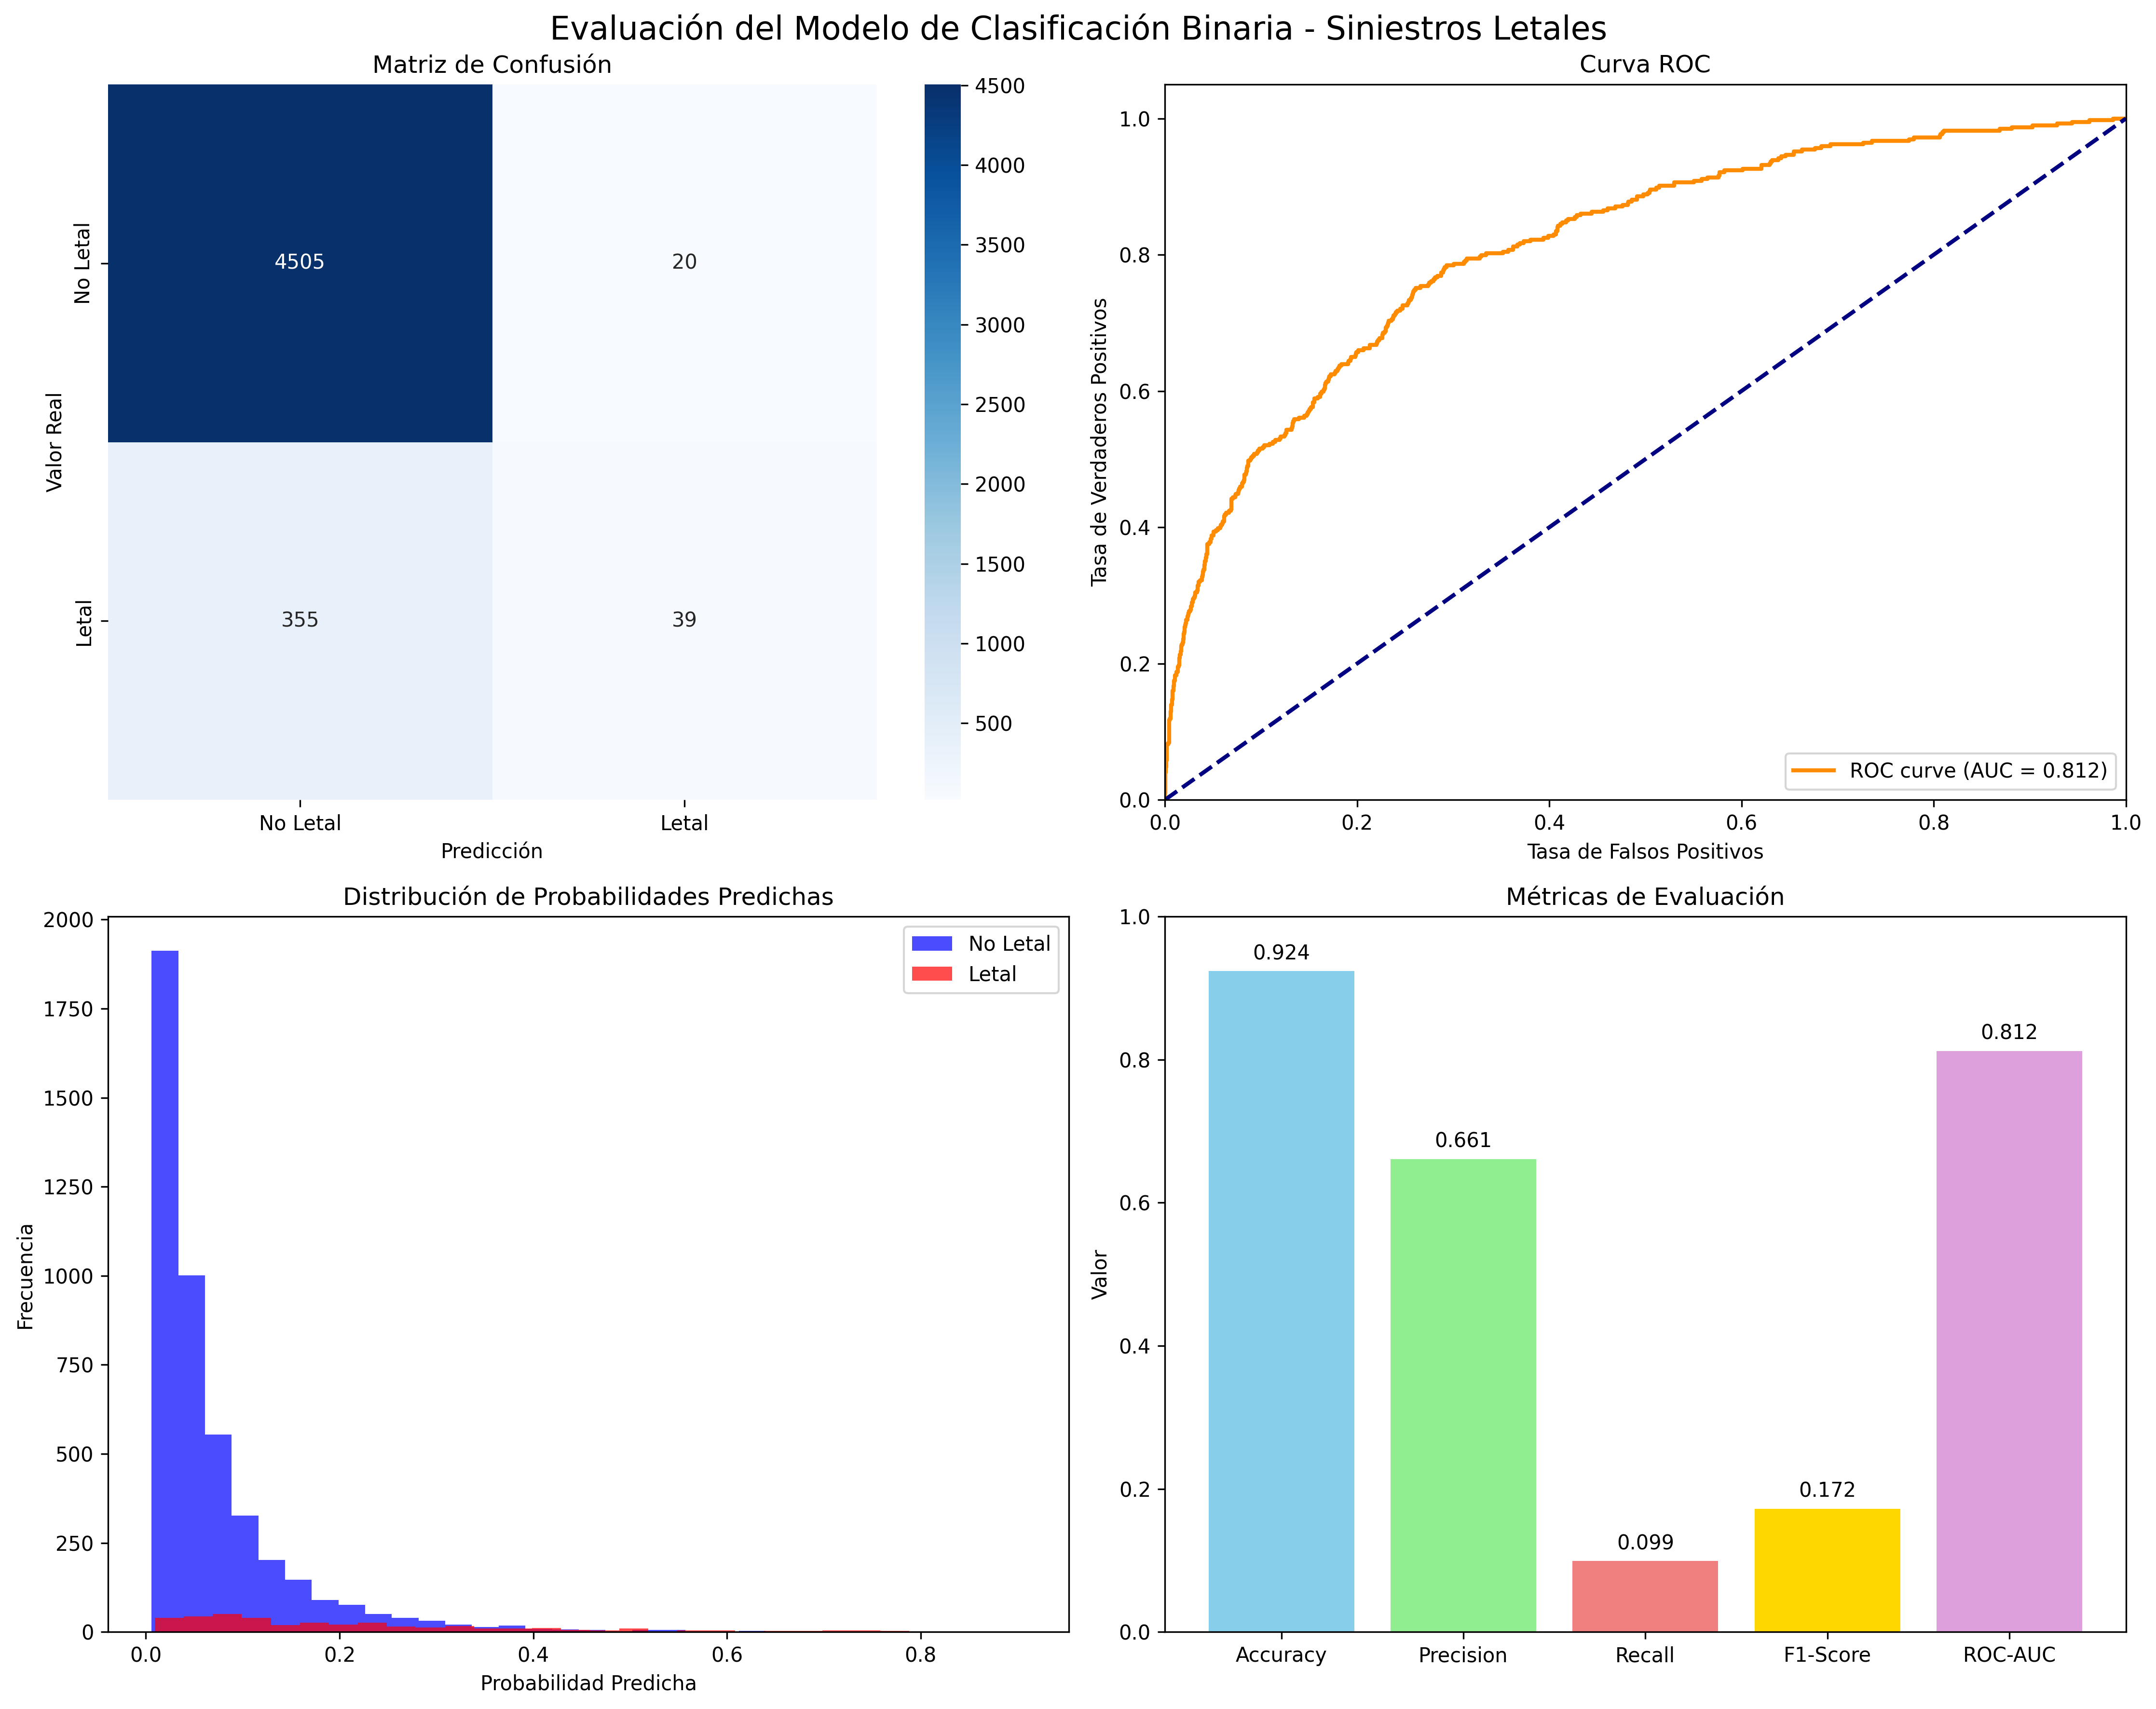 Evaluación del Modelo de Clasificación Binaria - Siniestros Letales
Matriz de Confusión
No Letal
Letal
Valor Real
4505
20
355
39
No Letal
Letal
Predicción
4500
4000
3500
3000
2500
2000
1500
1000
500
Curva ROC
Tasa de Verdaderos Positivos
1.0
0.8
0.6
0.4
0.2
0.0
0.0
0.2
0.4
0.6
0.8
1.0
Tasa de Falsos Positivos
ROC curve (AUC = 0.812)
Distribución de Probabilidades Predichas
Frecuencia
2000
1750
1500
1250
1000
750
500
250
0
0.0
0.2
0.4
0.6
0.8
Probabilidad Predicha
No Letal
Letal
Métricas de Evaluación
Valor
1.0
0.8
0.6
0.4
0.2
0.0
0.924
0.661
0.099
0.172
0.812
Accuracy
Precision
Recall
F1-Score
ROC-AUC